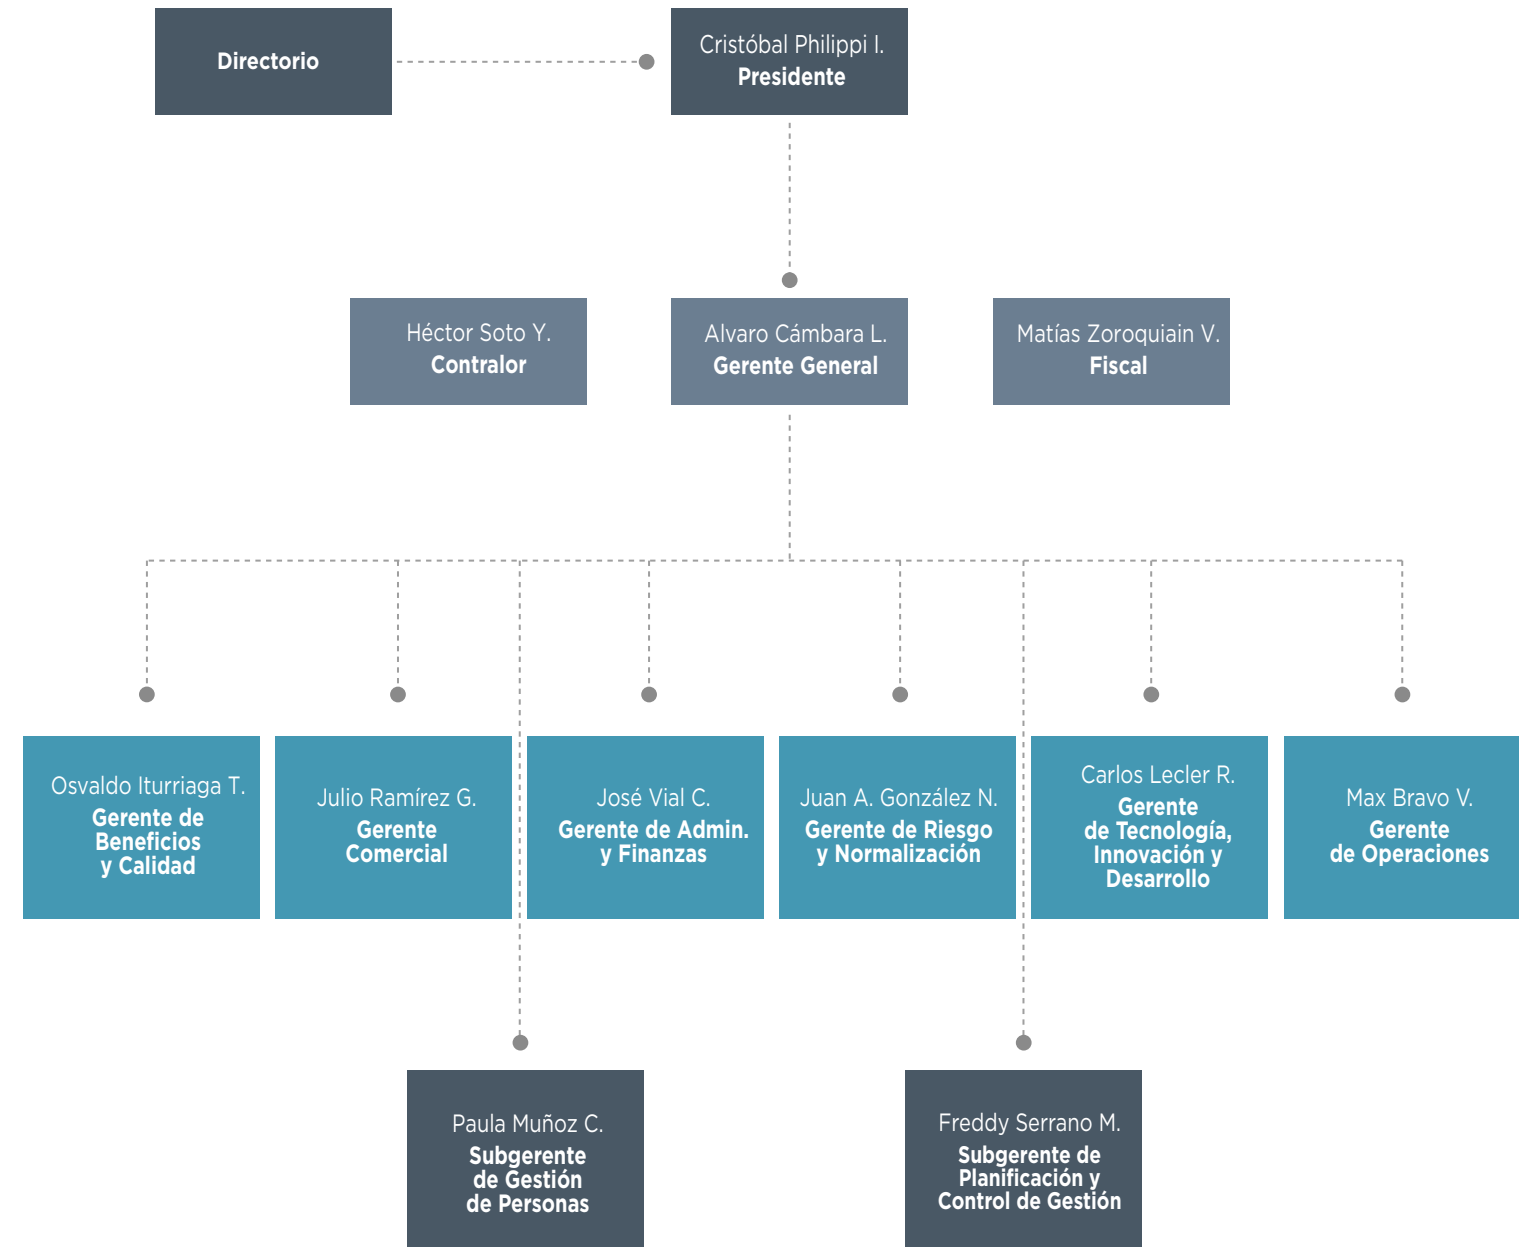 Directorio
Cristóbal Philippi I.
Presidente
Héctor Soto Y.
Contralor
Alvaro Cámbara L.
Gerente General
Matías Zoroquiain V.
Fiscal
Osvaldo Iturriaga T.
Gerente de
Beneficios
y Calidad
Julio Ramírez G.
Gerente
Comercial
José Vial C.
Gerente de Admin.
y Finanzas
Juan A. González N.
Gerente de Riesgo
y Normalización
Carlos Lecler R.
Gerente
de Tecnología,
Innovación y
Desarrollo
Max Bravo V.
Gerente
de Operaciones
Paula Muñoz C.
Subgerente
de Gestión
de Personas
Freddy Serrano M.
Subgerente de
Planificación y
Control de Gestión